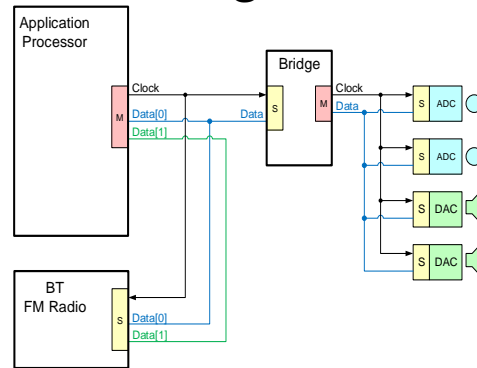 Application
Processor
M
Clock
Data[0]
Data[1]
Bridge
Data
S
M
Clock
Data
S ADC
S ADC
S DAC
S DAC
BT
FM Radio
S
Data[0]
Data[1]